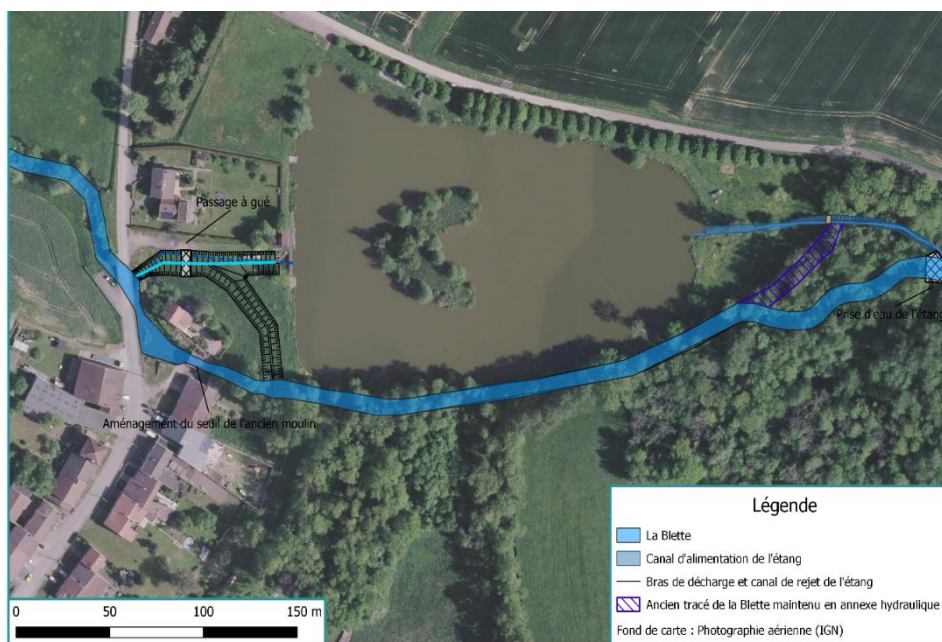 Passage à gué
Prise d'eau de l'étang
Aménagement du seuil de l'ancien moulin
Légende
La Blette
Canal d'alimentation de l'étang
Bras de décharge et canal de rejet de l'étang
Ancien tracé de la Blette maintenu en annexe hydraulique
Fond de carte : Photographie aérienne (IGN)
0 50 100 150 m